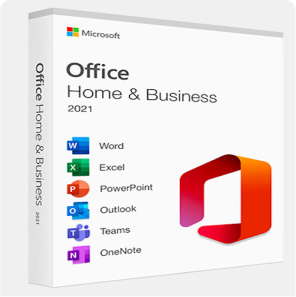 Microsoft
Office
Home & Business
2021
Word
Excel
PowerPoint
Outlook
Teams
OneNote
Office
Home & Business
2021